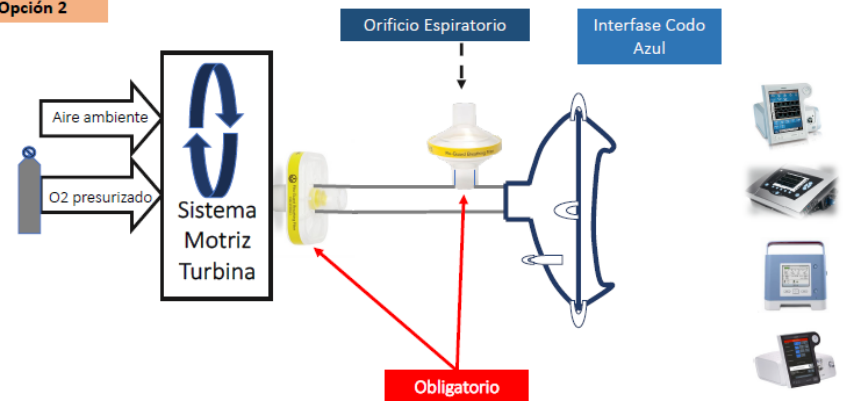 Opción 2
Orificio Espiratorio
Interfase Codo
Azul
Aire ambiente
O2 presurizado
Sistema
Motriz
Turbina
Obligatorio